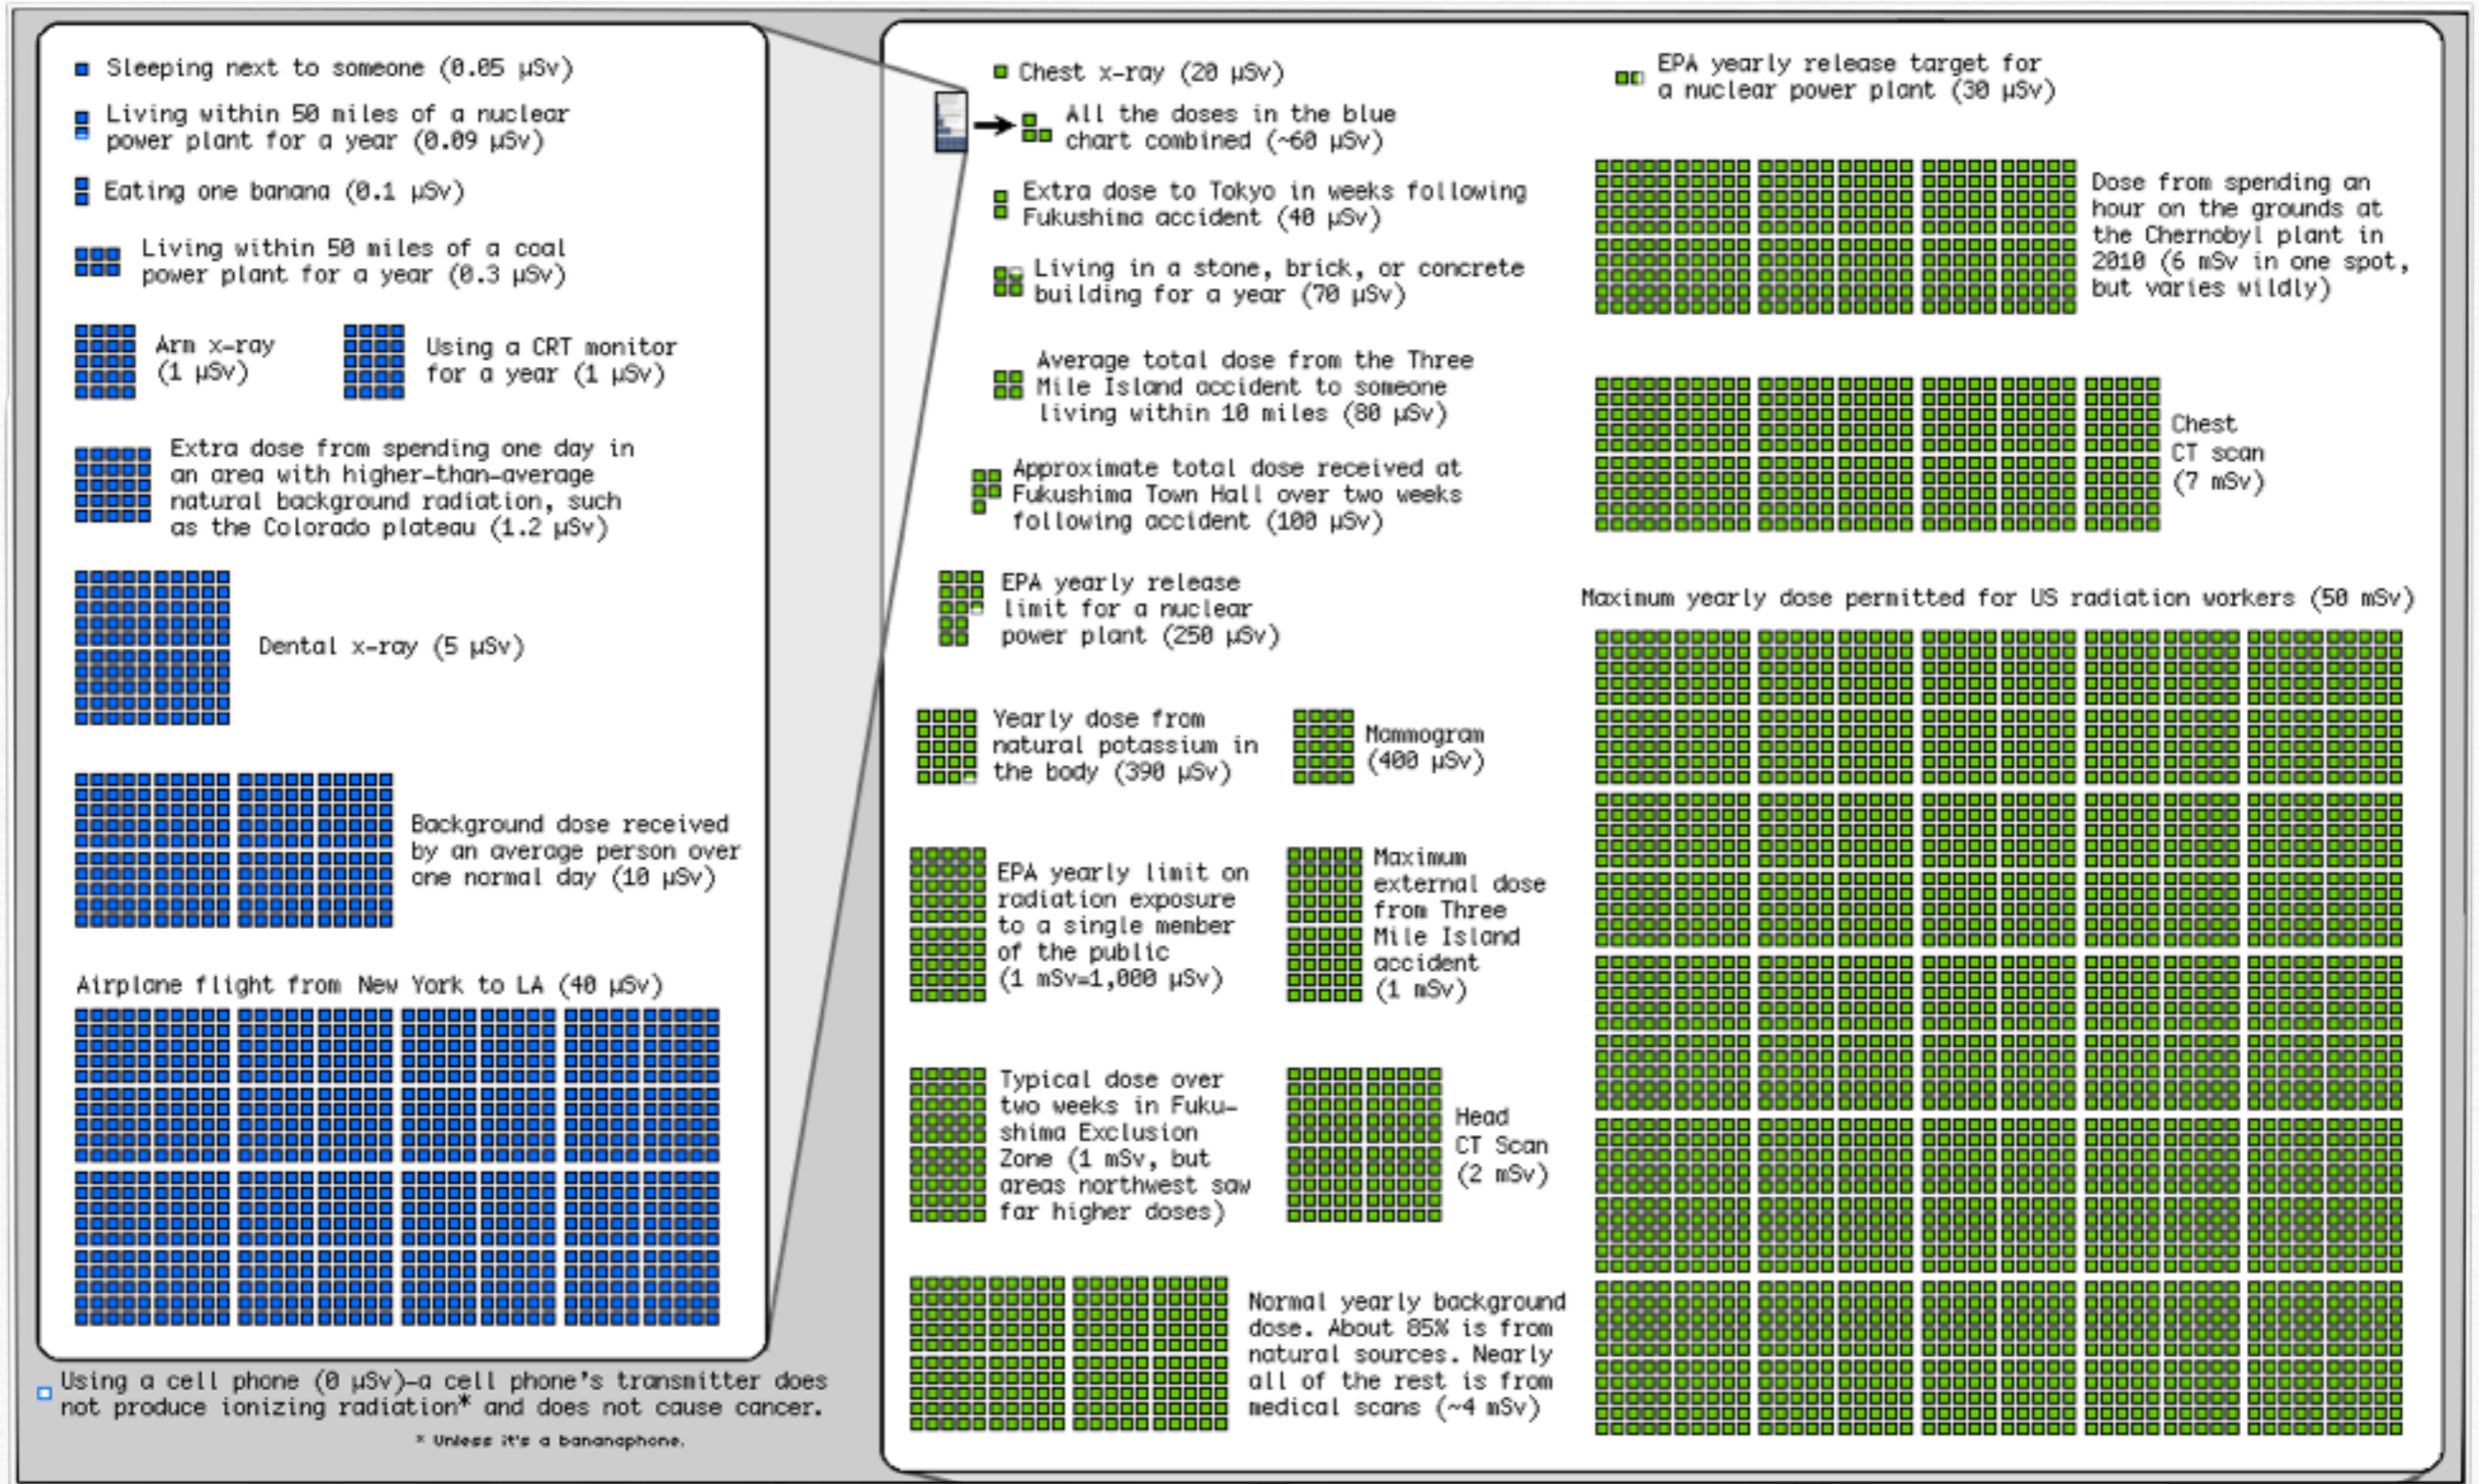 Sleeping next to someone (0.05 µSv)
Living within 50 miles of a nuclear
power plant for a year (0.09 µSv)
Eating one banana (0.1 µSv)
Living within 50 miles of a coal
power plant for a year (0.3 µSv)
Arm x-ray
(1 µSv)
Using a CRT monitor
for a year (1 µSv)
Extra dose from spending one day in
an area with higher-than-average
natural background radiation, such
as the Colorado plateau (1.2 µSv)
Dental x-ray (5 µSv)
Background dose received
by an average person over
one normal day (10 µSv)
Airplane flight from New York to LA (40 µSv)
Using a cell phone (0 µSv)-a cell phone's transmitter does
not produce ionizing radiation* and does not cause cancer.
* Unless it's a bananaphone.
Chest x-ray (20 µSv)
All the doses in the blue
chart combined (~60 µSv)
Extra dose to Tokyo in weeks following
Fukushima accident (40 µSv)
Living in a stone, brick, or concrete
building for a year (70 µSv)
Average total dose from the Three
Mile Island accident to someone
living within 10 miles (80 µSv)
Approximate total dose received at
Fukushima Town Hall over two weeks
following accident (100 µSv)
EPA yearly release
limit for a nuclear
power plant (250 µSv)
Yearly dose from
natural potassium in
the body (390 µSv)
Mammogram
(400 µSv)
EPA yearly limit on
radiation exposure
to a single member
of the public
(1 mSv=1,000 µSv)
Maximum
external dose
from Three
Mile Island
accident
(1 mSv)
Typical dose over
two weeks in Fuku-
shima Exclusion
Zone (1 mSv, but
areas northwest saw
far higher doses)
Head
CT Scan
(2 mSv)
Normal yearly background
dose. About 85% is from
natural sources. Nearly
all of the rest is from
medical scans (~4 mSv)
EPA yearly release target for
a nuclear power plant (30 µSv)
Dose from spending an
hour on the grounds at
the Chernobyl plant in
2010 (6 mSv in one spot,
but varies wildly)
Chest
CT scan
(7 mSv)
Maximum yearly dose permitted for US radiation workers (50 mSv)